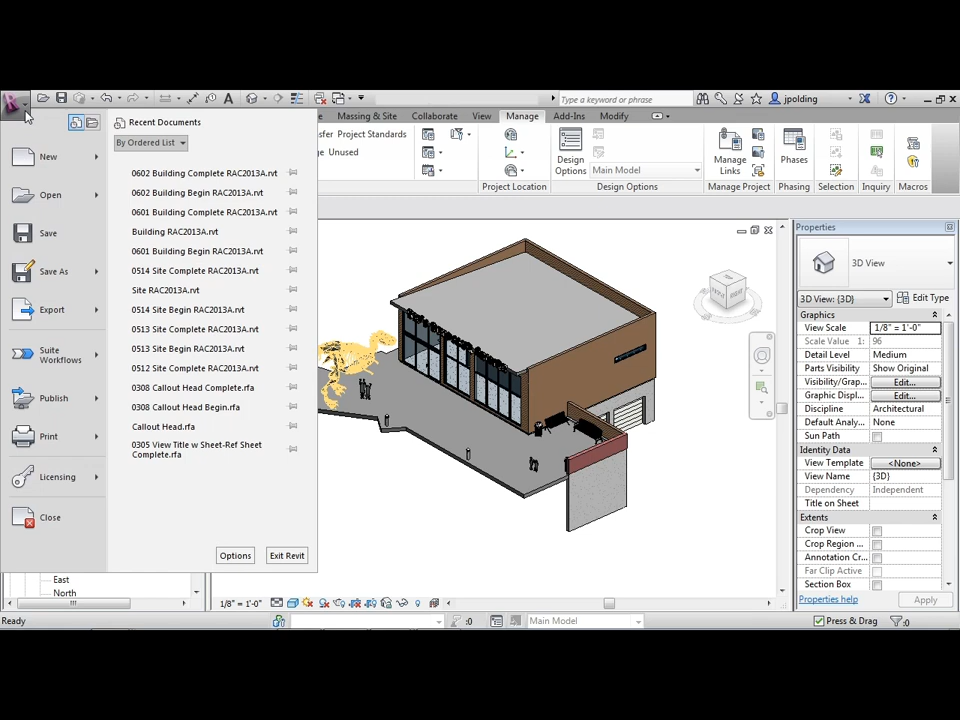 R
A
Type a keyword or phrase
jpolding
Massing & Site
Collaborate
View
Manage
Add-Ins
Modify
Recent Documents
By Ordered List
New
Open
Save
Save As
Export
Suite
Workflows
Publish
Print
Licensing
Close
0602 Building Complete RAC2013A.rvt
0602 Building Begin RAC2013A.rvt
0601 Building Complete RAC2013A.rvt
Building RAC2013A.rvt
0601 Building Begin RAC2013A.rvt
0514 Site Complete RAC2013A.rvt
Site RAC2013A.rvt
0514 Site Begin RAC2013A.rvt
0513 Site Complete RAC2013A.rvt
0513 Site Begin RAC2013A.rvt
0512 Site Complete RAC2013A.rvt
0308 Callout Head Complete.rfa
0308 Callout Head Begin.rfa
Callout Head.rfa
0305 View Title w Sheet-Ref Sheet
Complete.rfa
Options
Exit Revit
sfer Project Standards
ge Unused
Project Location
Design
Options
Main Model
Design Options
Manage
Links
Manage Project
Phases
Phasing
Selection
Inquiry
Macros
Properties
3D View
3D View: {3D}
Edit Type
Graphics
View Scale 1/8" = 1'-0"
Scale Value 1: 96
Detail Level Medium
Parts Visibility Show Original
Visibility/Grap... Edit...
Graphic Displ... Edit...
Discipline Architectural
Default Analy... None
Sun Path
Identity Data
View Template <None>
View Name {3D}
Dependency Independent
Title on Sheet
Extents
Crop View
Crop Region ...
Annotation Cr...
Far Clip Active
Section Box
Properties help
Apply
East
North
1/8" = 1'-0"
Ready
:0
Main Model
Press & Drag
:0